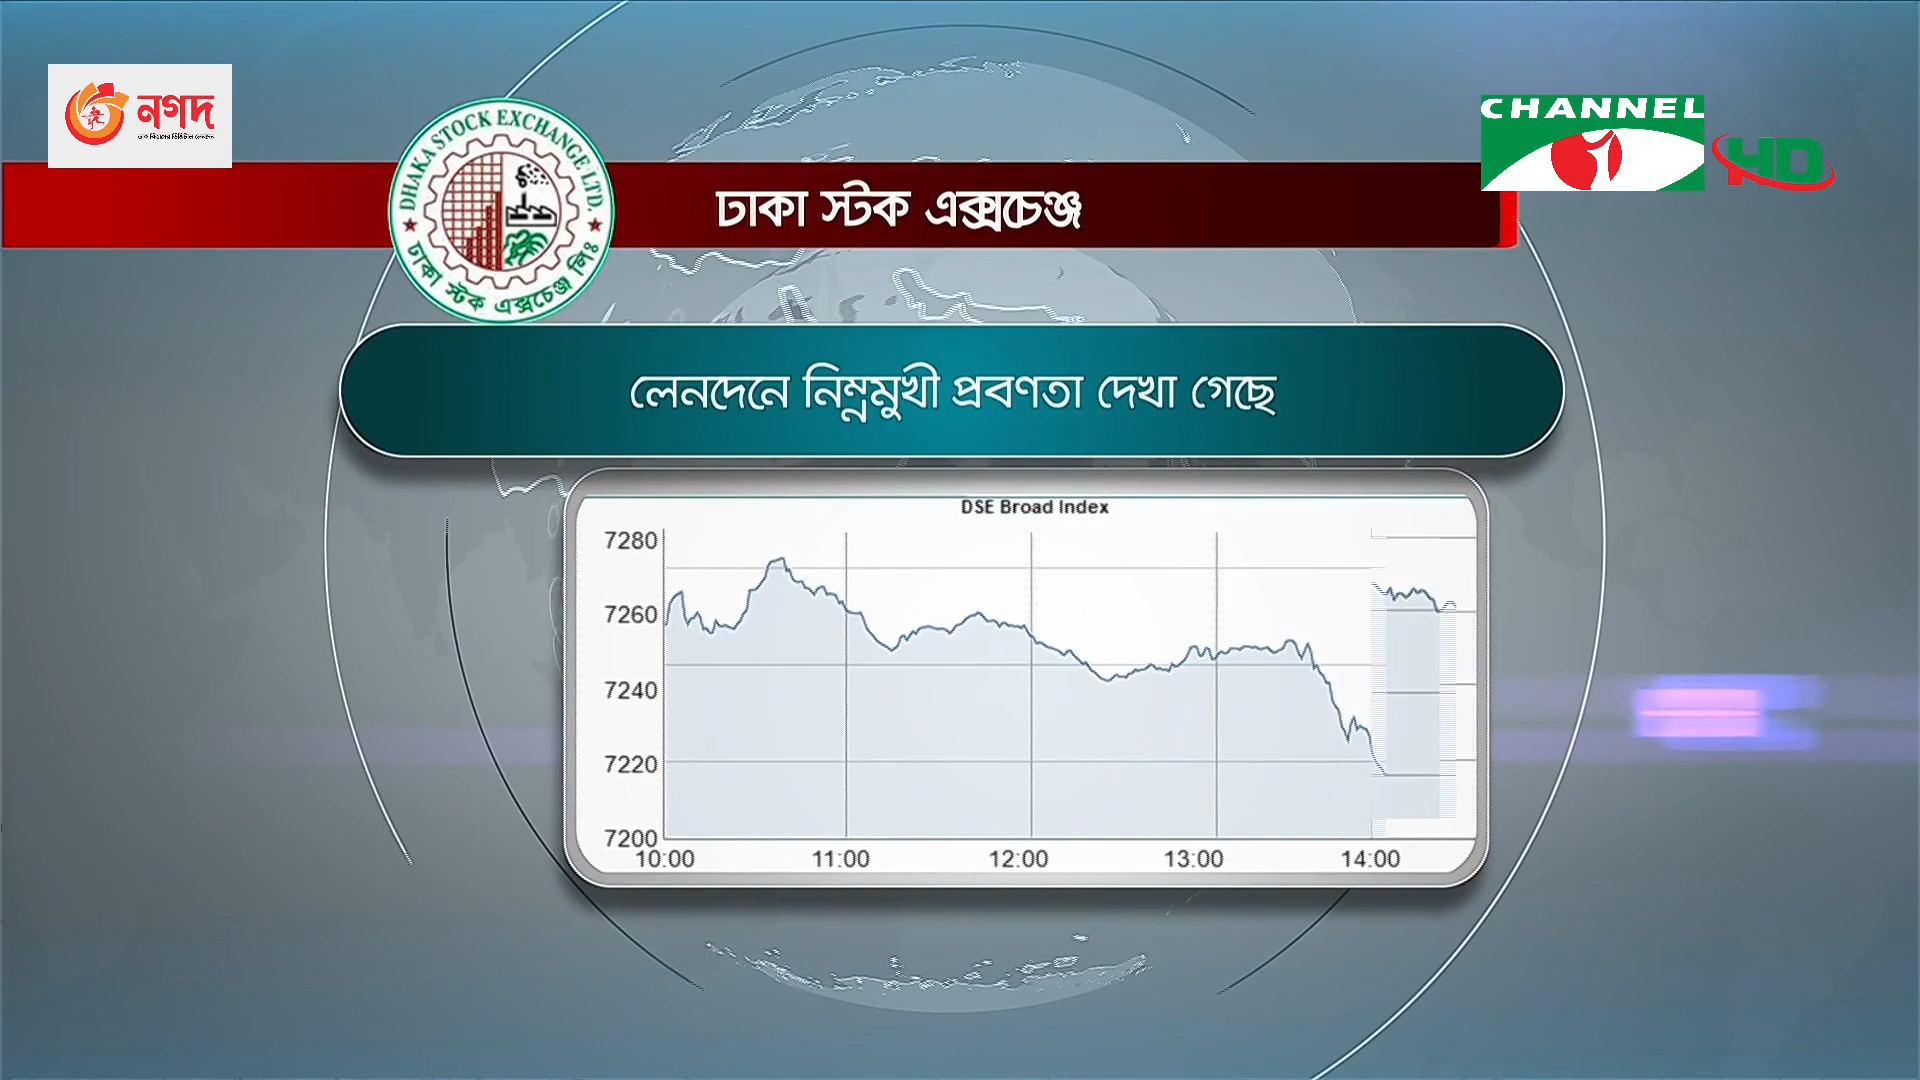 নগদ
CHANNEL
i
HD
DHAKA STOCK EXCHANGE LTD.
ঢাকা স্টক এক্সচেঞ্জ লিঃ
ঢাকা স্টক এক্সচেঞ্জ
লেনদেনে নিম্নমুখী প্রবণতা দেখা গেছে
DSE Broad Index
7280
7260
7240
7220
7200
10:00 11:00 12:00 13:00 14:00